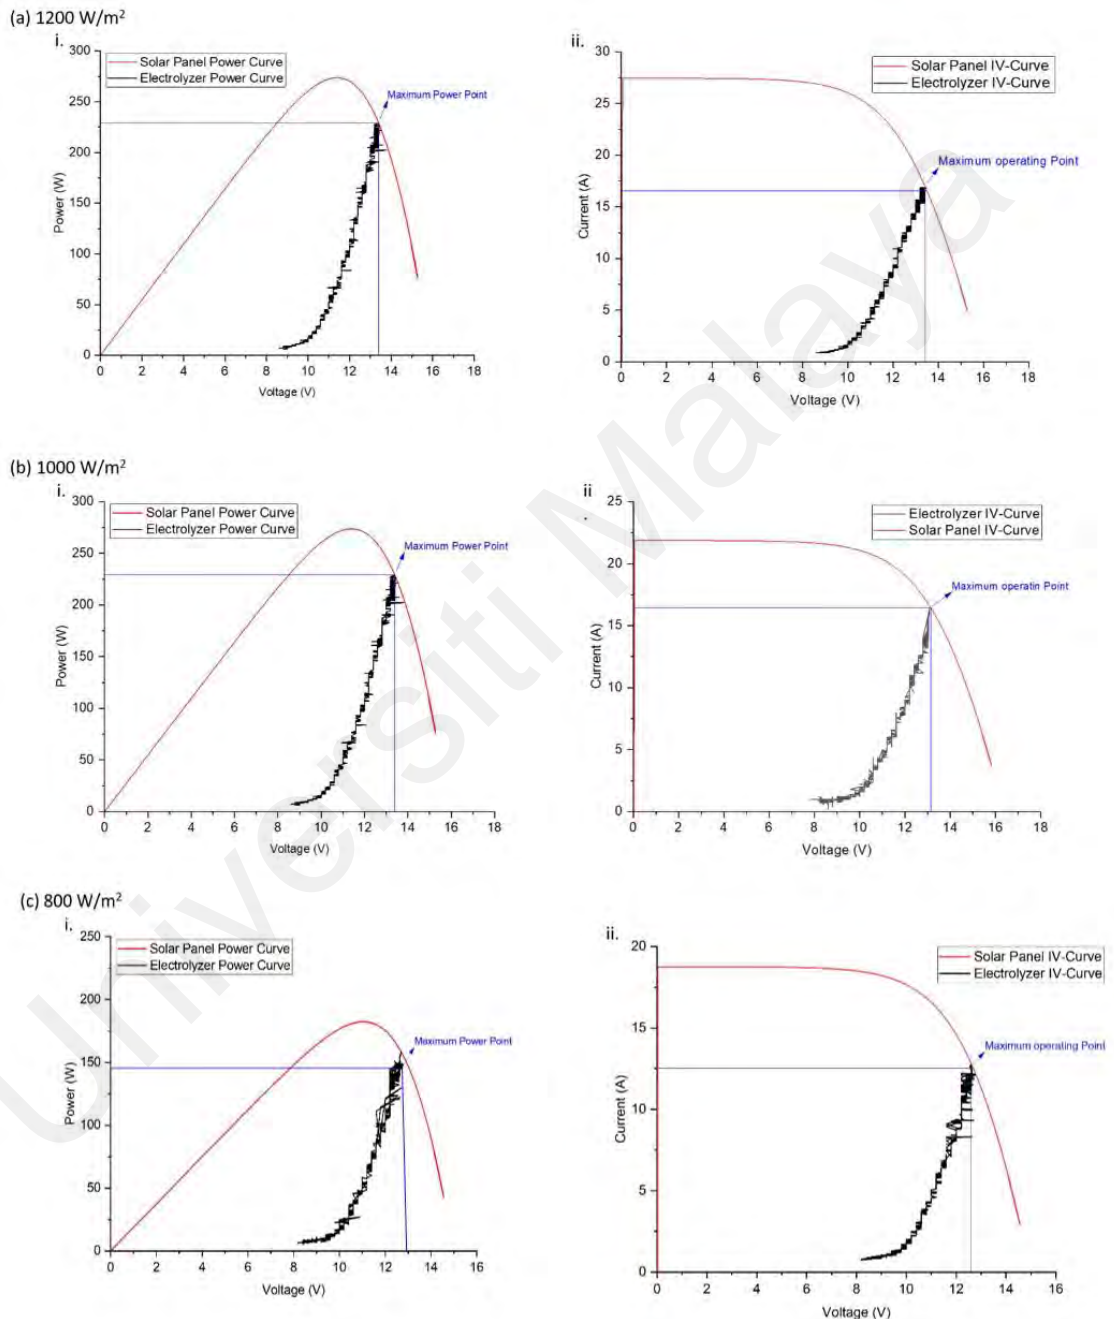 (a) 1200 W/m²
i.
300
Solar Panel Power Curve
Electrolyzer Power Curve
250
Maximum Power Point
200
150
100
50
0
Power (W)
0 2 4 6 8 10 12 14 16 18
Voltage (V)
ii.
30
Solar Panel IV-Curve
Electrolyzer IV-Curve
25
20
Maximum operating Point
15
10
5
0
Current (A)
0 2 4 6 8 10 12 14 16 18
Voltage (V)
(b) 1000 W/m²
i.
300
Solar Panel Power Curve
Electrolyzer Power Curve
250
Maximum Power Point
200
150
100
50
0
Power (W)
0 2 4 6 8 10 12 14 16 18
Voltage (V)
ii
.
25
Electrolyzer IV-Curve
Solar Panel IV-Curve
20
Maximum operatin Point
15
10
5
0
Current (A)
0 2 4 6 8 10 12 14 16 18
Voltage (V)
(c) 800 W/m²
i.
250
Solar Panel Power Curve
Electrolyzer Power Curve
200
Maximum Power Point
150
100
50
0
Power (W)
0 2 4 6 8 10 12 14 16
Voltage (V)
ii.
20
Solar Panel IV-Curve
Electrolyzer IV-Curve
15
Maximum operating Point
10
5
0
Current (A)
0 2 4 6 8 10 12 14 16
Voltage (V)
Universiti Malaya